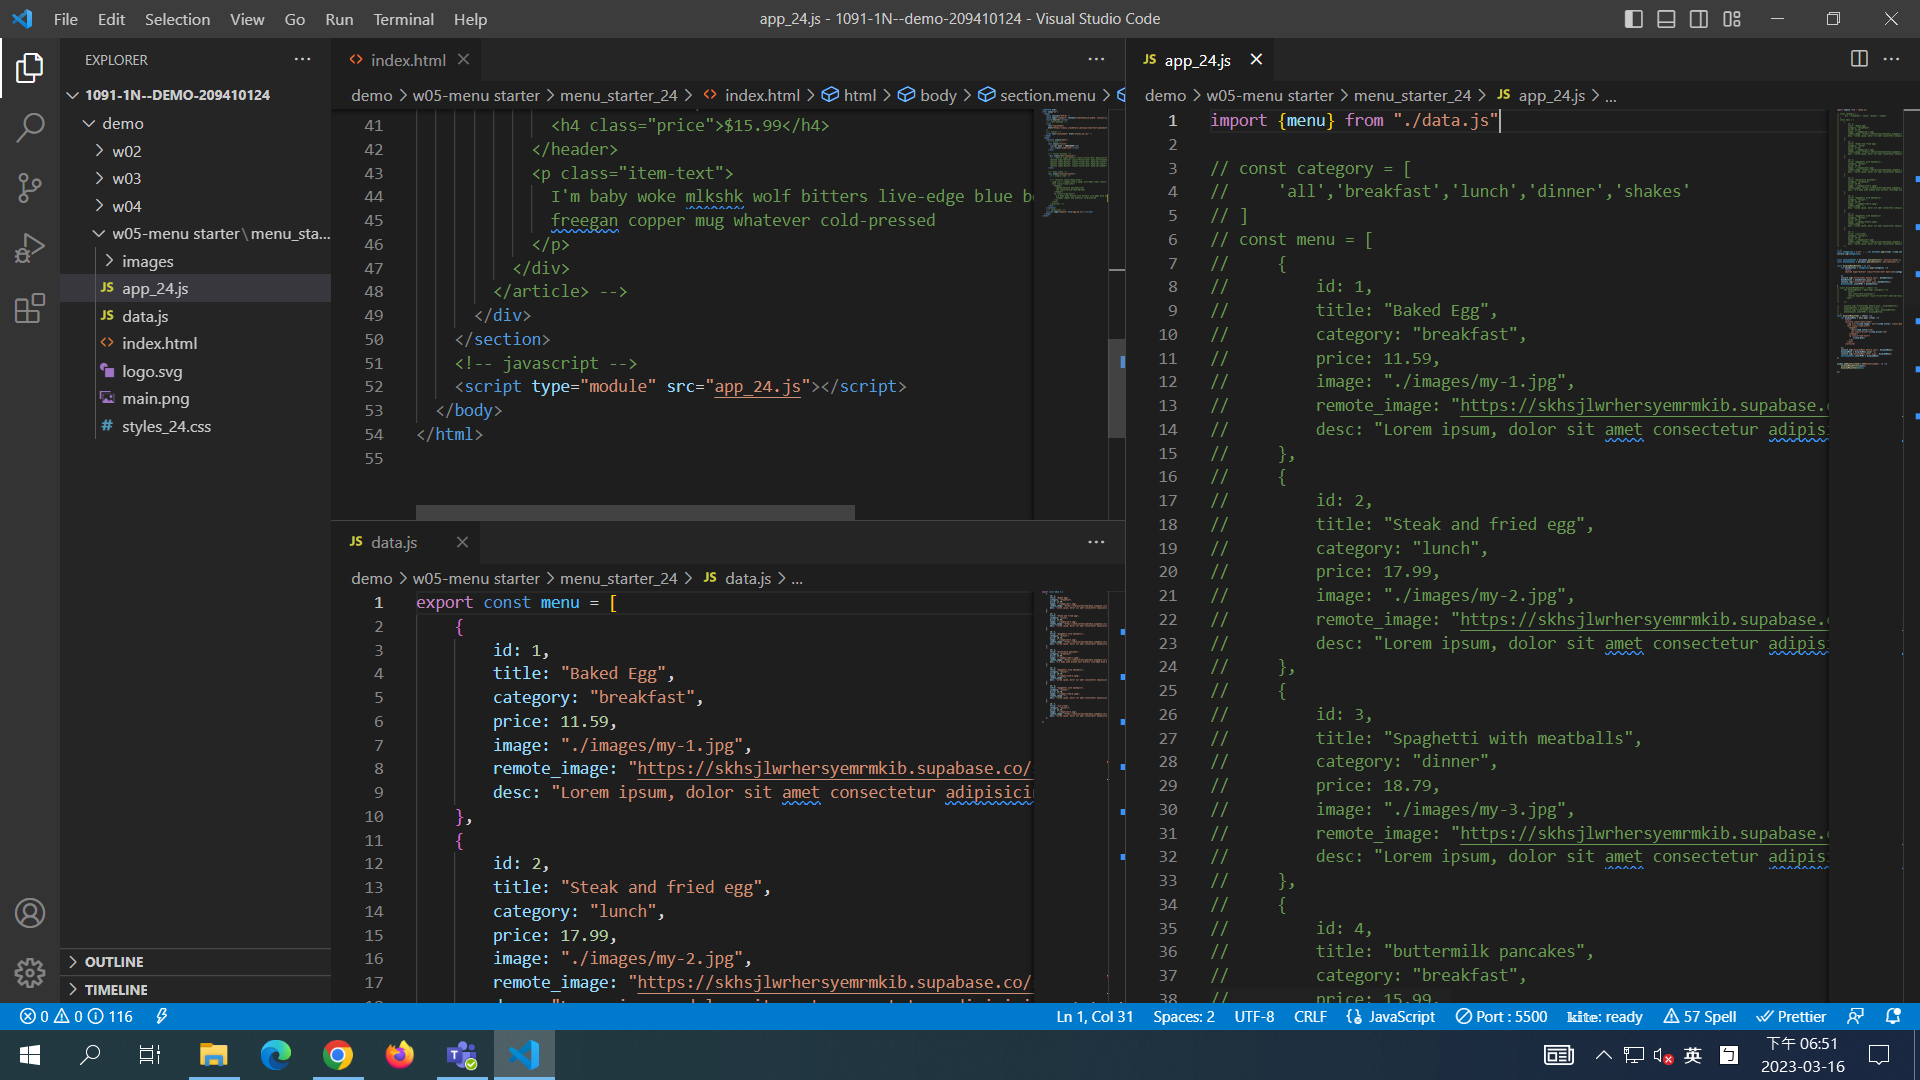 File Edit Selection View Go Run Terminal Help
app_24.js - 1091-1N--demo-209410124 - Visual Studio Code
EXPLORER
1091-1N--DEMO-209410124
demo
w02
w03
w04
w05-menu starter\menu_sta...
images
JS app_24.js
JS data.js
<> index.html
logo.svg
main.png
# styles_24.css
OUTLINE
TIMELINE
<> index.html
demo > w05-menu starter > menu_starter_24 > <> index.html > html > body > section.menu >
41 <h4 class="price">$15.99</h4>
42 </header>
43 <p class="item-text">
44 I'm baby woke mlkshk wolf bitters live-edge blue b
45 freegan copper mug whatever cold-pressed
46 </p>
47 </div>
48 </article> -->
49 </div>
50 </section>
51 <!-- javascript -->
52 <script type="module" src="app_24.js"></script>
53 </body>
54 </html>
55
JS data.js
demo > w05-menu starter > menu_starter_24 > JS data.js > ...
1 export const menu = [
2 {
3 id: 1,
4 title: "Baked Egg",
5 category: "breakfast",
6 price: 11.59,
7 image: "./images/my-1.jpg",
8 remote_image: "https://skhsjlwrhersyemrmkib.supabase.co/
9 desc: "Lorem ipsum, dolor sit amet consectetur adipisici
10 },
11 {
12 id: 2,
13 title: "Steak and fried egg",
14 category: "lunch",
15 price: 17.99,
16 image: "./images/my-2.jpg",
17 remote_image: "https://skhsjlwrhersyemrmkib.supabase.co/
JS app_24.js
demo > w05-menu starter > menu_starter_24 > JS app_24.js > ...
1 import {menu} from "./data.js"
2
3 // const category = [
4 // 'all','breakfast','lunch','dinner','shakes'
5 // ]
6 // const menu = [
7 // {
8 // id: 1,
9 // title: "Baked Egg",
10 // category: "breakfast",
11 // price: 11.59,
12 // image: "./images/my-1.jpg",
13 // remote_image: "https://skhsjlwrhersyemrmkib.supabase.
14 // desc: "Lorem ipsum, dolor sit amet consectetur adipis
15 // },
16 // {
17 // id: 2,
18 // title: "Steak and fried egg",
19 // category: "lunch",
20 // price: 17.99,
21 // image: "./images/my-2.jpg",
22 // remote_image: "https://skhsjlwrhersyemrmkib.supabase.
23 // desc: "Lorem ipsum, dolor sit amet consectetur adipis
24 // },
25 // {
26 // id: 3,
27 // title: "Spaghetti with meatballs",
28 // category: "dinner",
29 // price: 18.79,
30 // image: "./images/my-3.jpg",
31 // remote_image: "https://skhsjlwrhersyemrmkib.supabase.
32 // desc: "Lorem ipsum, dolor sit amet consectetur adipis
33 // },
34 // {
35 // id: 4,
36 // title: "buttermilk pancakes",
37 // category: "breakfast",
38 // price: 15.99,
0 0 116
Ln 1, Col 31 Spaces: 2 UTF-8 CRLF JavaScript Port : 5500 kite: ready 57 Spell Prettier
英
下午 06:51
2023-03-16